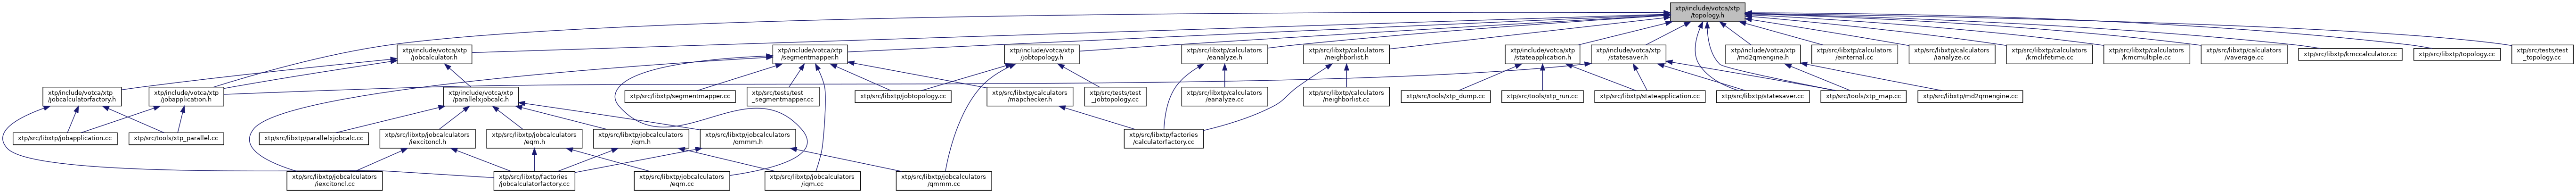 xtp/include/votca/xtp
/topology.h
xtp/include/votca/xtp
/jobcalculator.h
xtp/include/votca/xtp
/segmentmapper.h
xtp/include/votca/xtp
/jobtopology.h
xtp/src/libxtp/calculators
/eanalyze.h
xtp/src/libxtp/calculators
/neighborlist.h
xtp/include/votca/xtp
/stateapplication.h
xtp/include/votca/xtp
/statesaver.h
xtp/include/votca/xtp
/md2qmengine.h
xtp/src/libxtp/calculators
/einternal.cc
xtp/src/libxtp/calculators
/ianalyze.cc
xtp/src/libxtp/calculators
/kmclifetime.cc
xtp/src/libxtp/calculators
/kmcmultiple.cc
xtp/src/libxtp/calculators
/vaverage.cc
xtp/src/libxtp/kmccalculator.cc
xtp/src/libxtp/topology.cc
xtp/src/tests/test
_topology.cc
xtp/include/votca/xtp
/jobcalculatorfactory.h
xtp/include/votca/xtp
/jobapplication.h
xtp/include/votca/xtp
/parallelxjobcalc.h
xtp/src/libxtp/segmentmapper.cc
xtp/src/tests/test
_segmentmapper.cc
xtp/src/libxtp/jobtopology.cc
xtp/src/libxtp/calculators
/mapchecker.h
xtp/src/tests/test
_jobtopology.cc
xtp/src/libxtp/calculators
/eanalyze.cc
xtp/src/libxtp/calculators
/neighborlist.cc
xtp/src/tools/xtp_dump.cc
xtp/src/tools/xtp_run.cc
xtp/src/libxtp/stateapplication.cc
xtp/src/libxtp/statesaver.cc
xtp/src/tools/xtp_map.cc
xtp/src/libxtp/md2qmengine.cc
xtp/src/libxtp/jobapplication.cc
xtp/src/tools/xtp_parallel.cc
xtp/src/libxtp/parallelxjobcalc.cc
xtp/src/libxtp/jobcalculators
/iexcitoncl.h
xtp/src/libxtp/jobcalculators
/eqm.h
xtp/src/libxtp/jobcalculators
/iqm.h
xtp/src/libxtp/jobcalculators
/qmmm.h
xtp/src/libxtp/factories
/calculatorfactory.cc
xtp/src/libxtp/jobcalculators
/iexcitoncl.cc
xtp/src/libxtp/factories
/jobcalculatorfactory.cc
xtp/src/libxtp/jobcalculators
/eqm.cc
xtp/src/libxtp/jobcalculators
/iqm.cc
xtp/src/libxtp/jobcalculators
/qmmm.cc